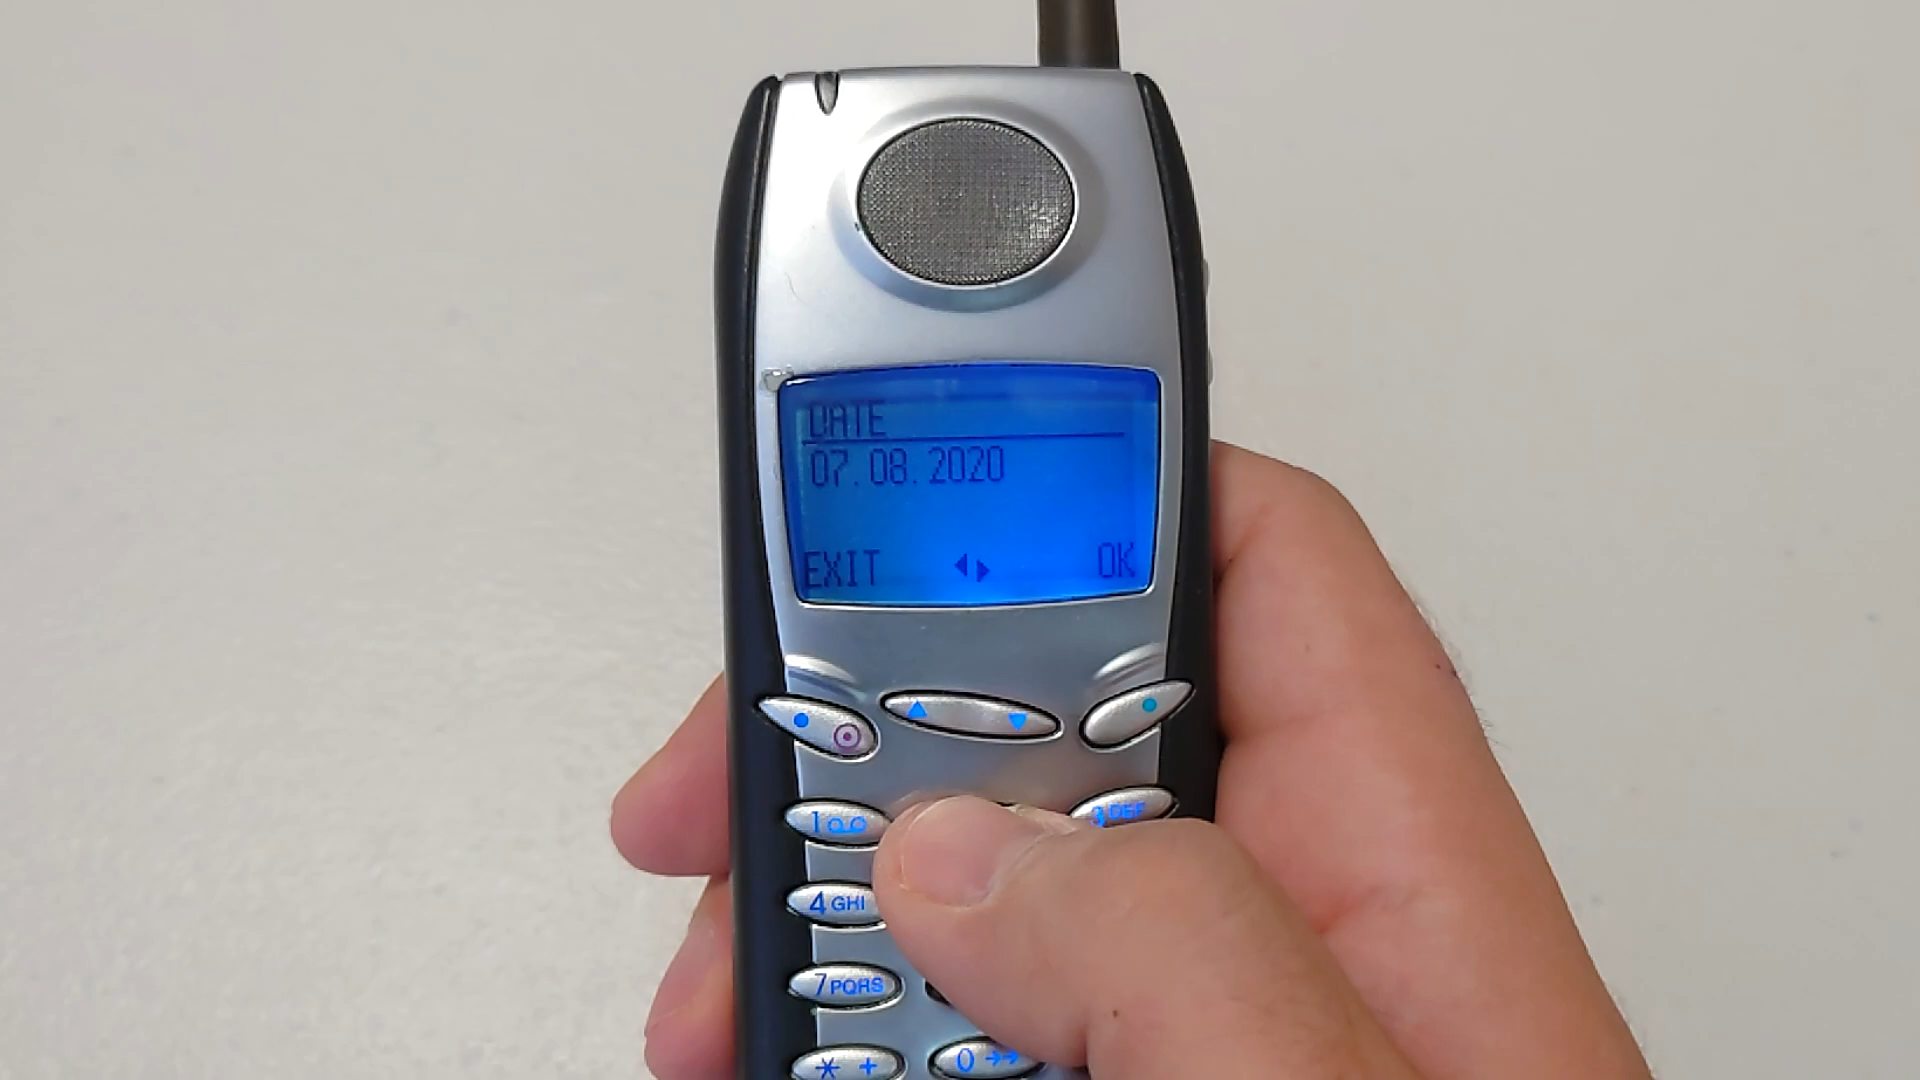 DATE
07.08.2020
EXIT OK
1
3 DEF
4 GHI
7 PQRS
* + 0